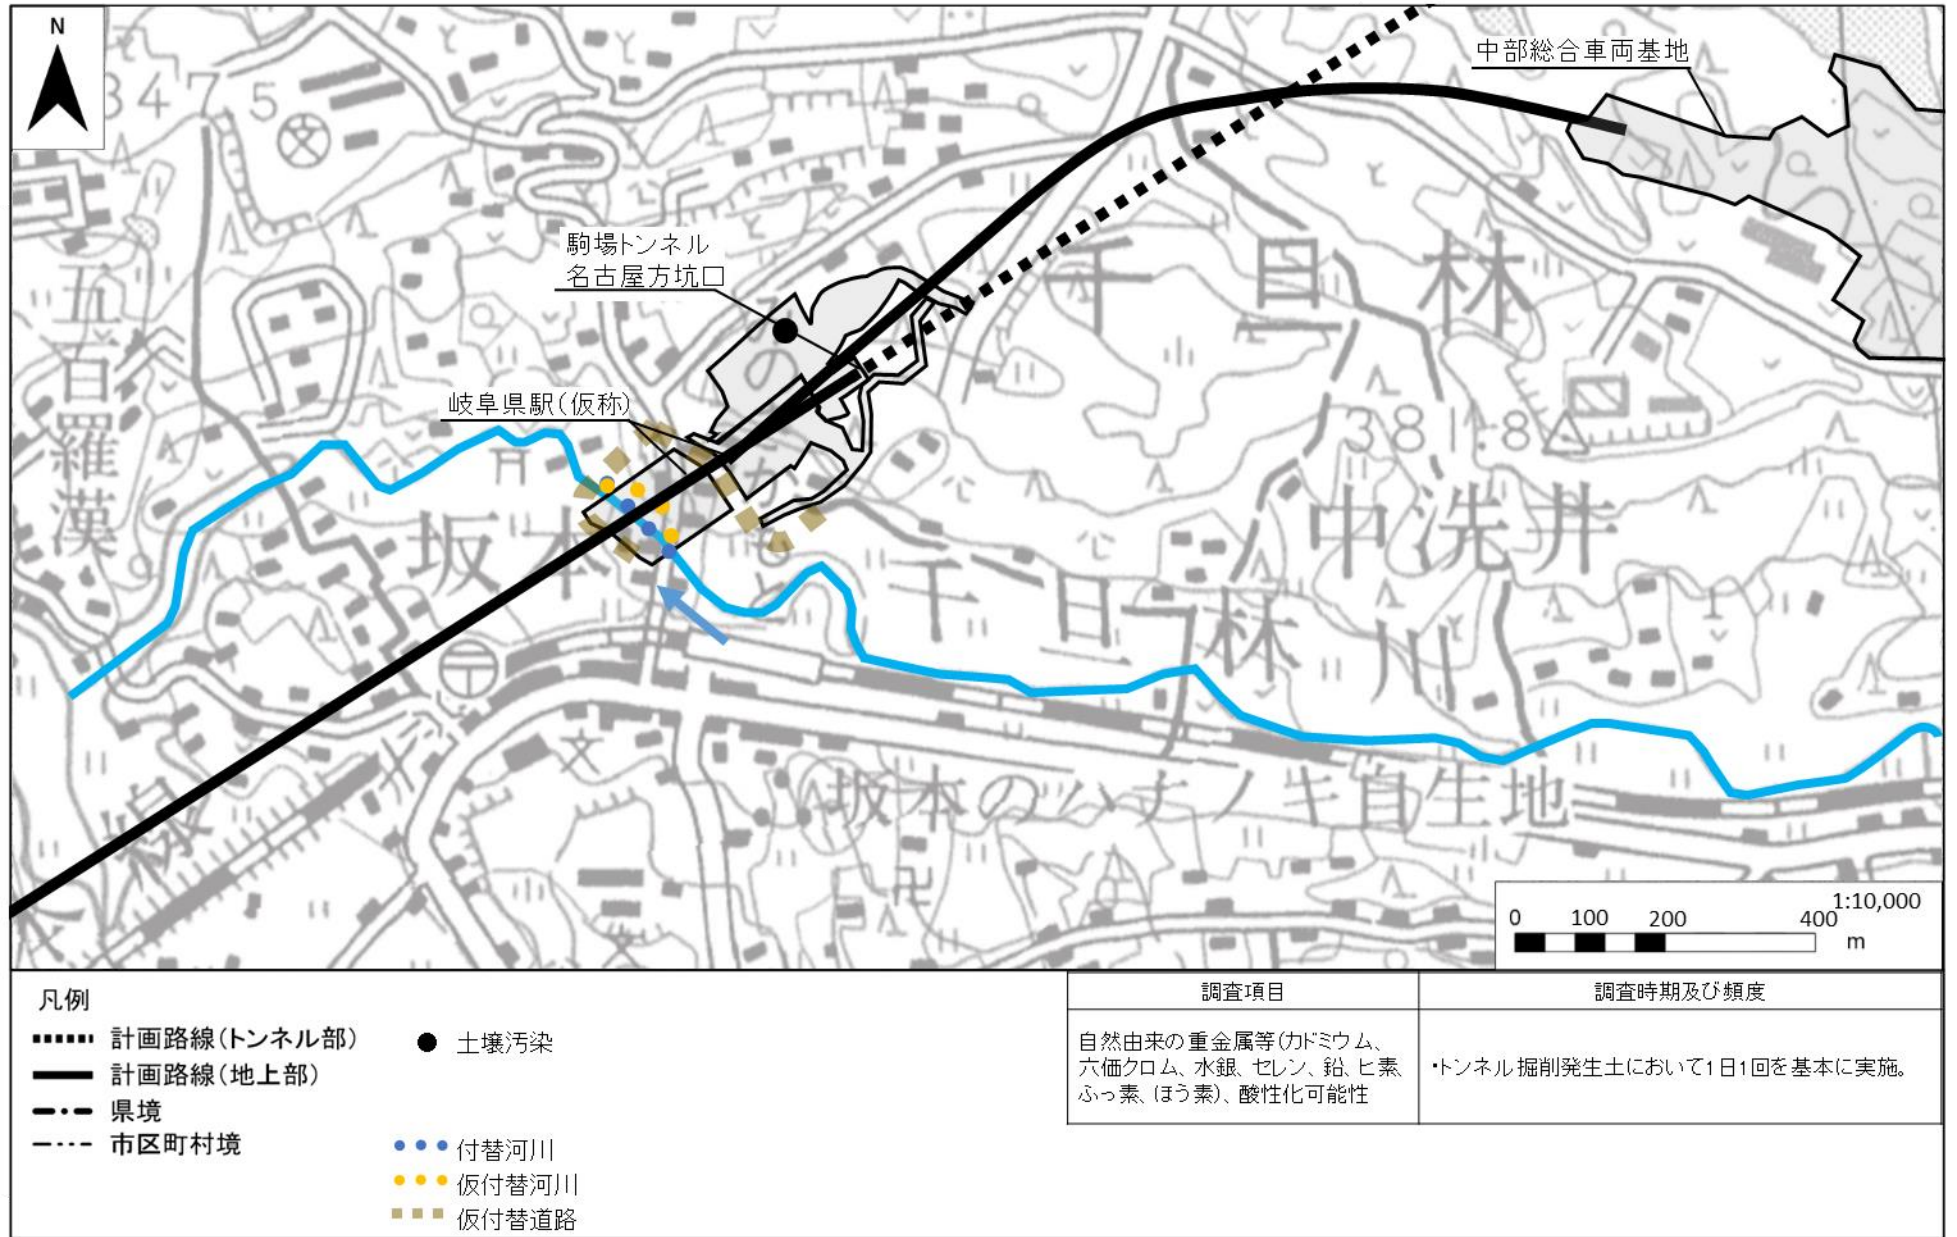 N
347.5
中部総合車両基地
駒場トンネル
名古屋方坑口
千旦林
岐阜県駅(仮称)
五百羅漢
381.8
中洗井
坂本
千旦林川
坂本のハナノキ自生地
線
文
1:10,000
0 100 200 400
m
凡例
計画路線(トンネル部)
計画路線(地上部)
県境
市区町村境
土壌汚染
付替河川
仮付替河川
仮付替道路
調査項目
調査時期及び頻度
自然由来の重金属等(カドミウム、
六価クロム、水銀、セレン、鉛、ヒ素、
ふっ素、ほう素)、酸性化可能性
・トンネル掘削発生土において1日1回を基本に実施。